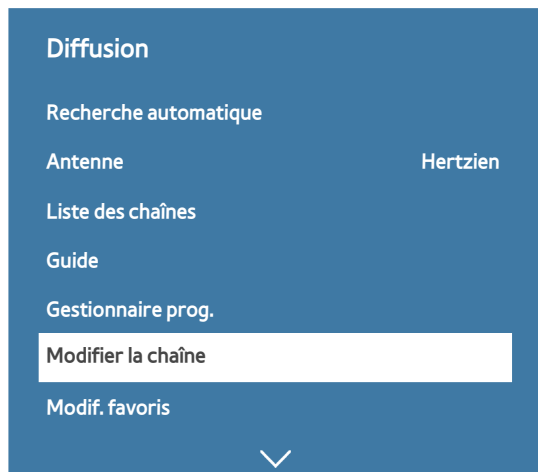 Diffusion
Recherche automatique
Antenne Hertzien
Liste des chaînes
Guide
Gestionnaire prog.
Modifier la chaîne
Modif. favoris